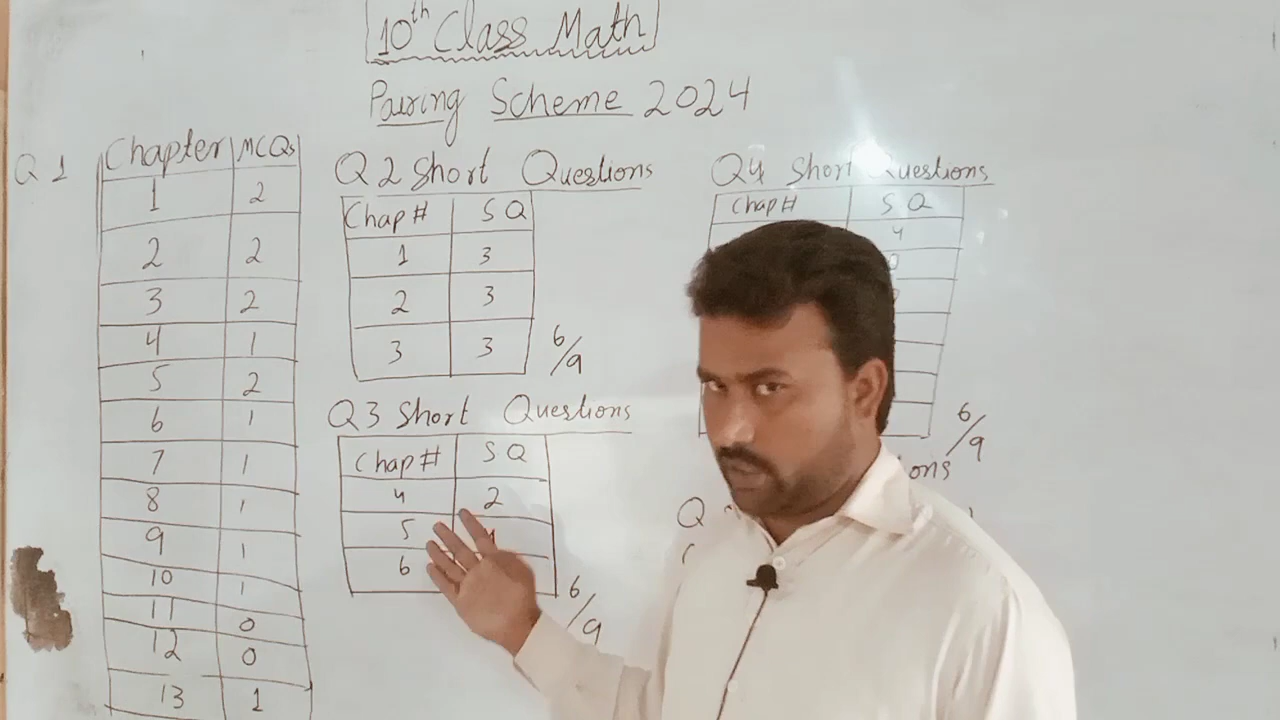 10th Class Math
Pairing Scheme 2024
Q 1
Chapter MCQs
1 2
2 2
3 2
4 1
5 2
6 1
7 1
8 1
9 1
10 1
11 0
12 0
13 1
Q 2 Short Questions
Chap # S Q
1 3
2 3
3 3
6/9
Q 3 Short Questions
Chap # S Q
4 2
5
6
6/9
Q 4 Short Questions
Chap # S Q
4
6/9
Q